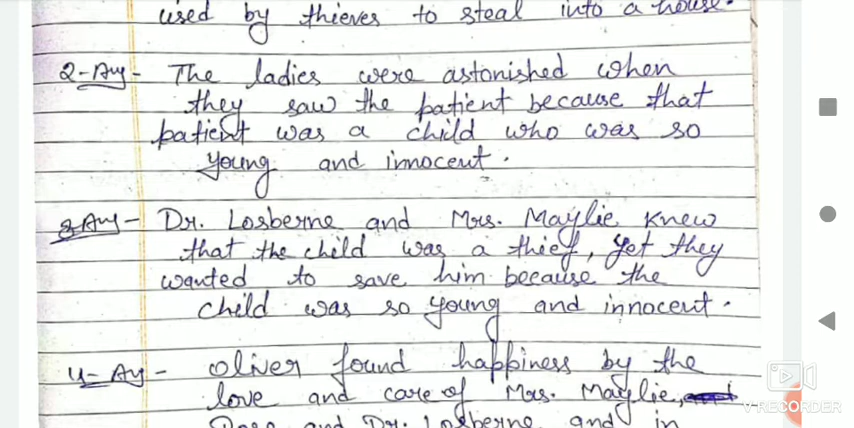 used by thieves to steal into a house.
2-Ans- The ladies were astonished when
they saw the patient because that
patient was a child who was so
young and innocent.
3 Ans- Dr. Losberne and Mrs. Maylie knew
that the child was a thief, yet they
wanted to save him because the
child was so young and innocent.
4- Ans- Oliver found happiness by the
love and care of Mrs. Maylie,
Rose and Dr. Losberne and in
V RECORDER